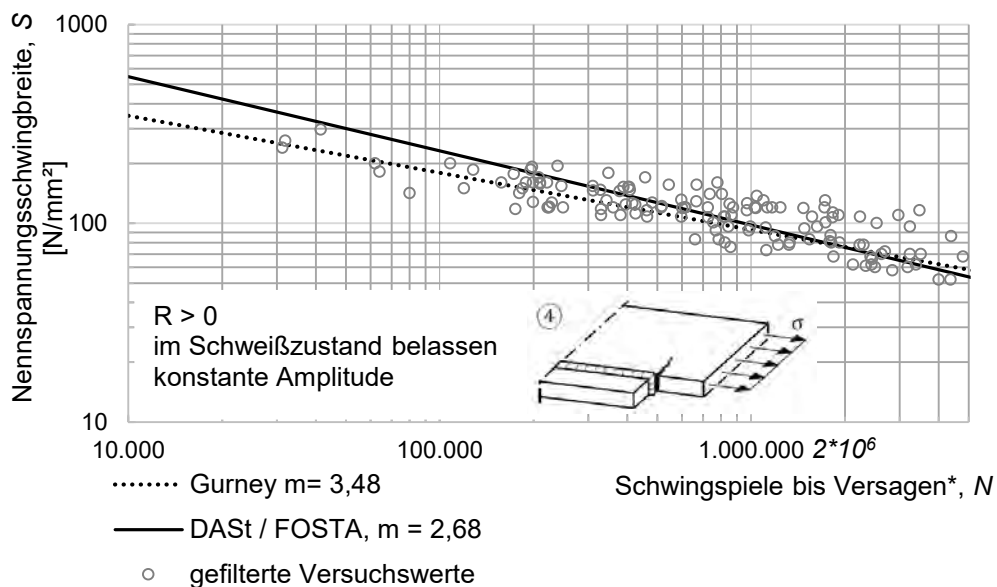 Nennspannungsschwingbreite, S
[N/mm²]
1000
100
10
R > 0
im Schweißzustand belassen
konstante Amplitude
4
σ
10.000
100.000
1.000.000
2*10⁶
Schwingspiele bis Versagen*, N
Gurney m= 3,48
DASt / FOSTA, m = 2,68
gefilterte Versuchswerte